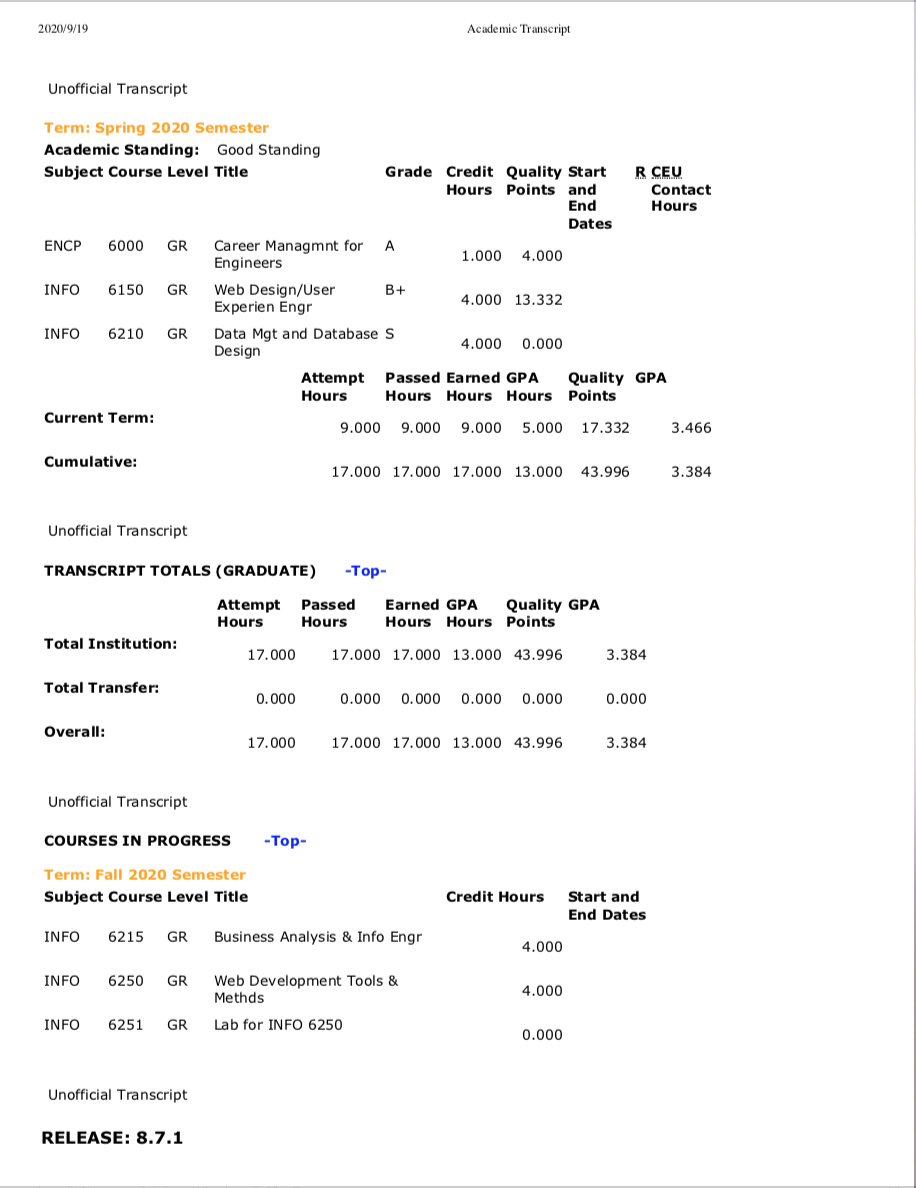 2020/9/19 Academic Transcript
Unofficial Transcript
Term: Spring 2020 Semester
Academic Standing: Good Standing
Subject Course Level Title Grade Credit Hours Quality Points Start and End Dates R CEU Contact Hours
ENCP 6000 GR Career Managmnt for Engineers A 1.000 4.000
INFO 6150 GR Web Design/User Experien Engr B+ 4.000 13.332
INFO 6210 GR Data Mgt and Database Design S 4.000 0.000
Attempt Hours Passed Hours Earned Hours GPA Hours Quality Points GPA
Current Term: 9.000 9.000 9.000 5.000 17.332 3.466
Cumulative: 17.000 17.000 17.000 13.000 43.996 3.384
Unofficial Transcript
TRANSCRIPT TOTALS (GRADUATE) -Top-
Attempt Hours Passed Hours Earned Hours GPA Hours Quality Points GPA
Total Institution: 17.000 17.000 17.000 13.000 43.996 3.384
Total Transfer: 0.000 0.000 0.000 0.000 0.000 0.000
Overall: 17.000 17.000 17.000 13.000 43.996 3.384
Unofficial Transcript
COURSES IN PROGRESS -Top-
Term: Fall 2020 Semester
Subject Course Level Title Credit Hours Start and End Dates
INFO 6215 GR Business Analysis & Info Engr 4.000
INFO 6250 GR Web Development Tools & Methds 4.000
INFO 6251 GR Lab for INFO 6250 0.000
Unofficial Transcript
RELEASE: 8.7.1